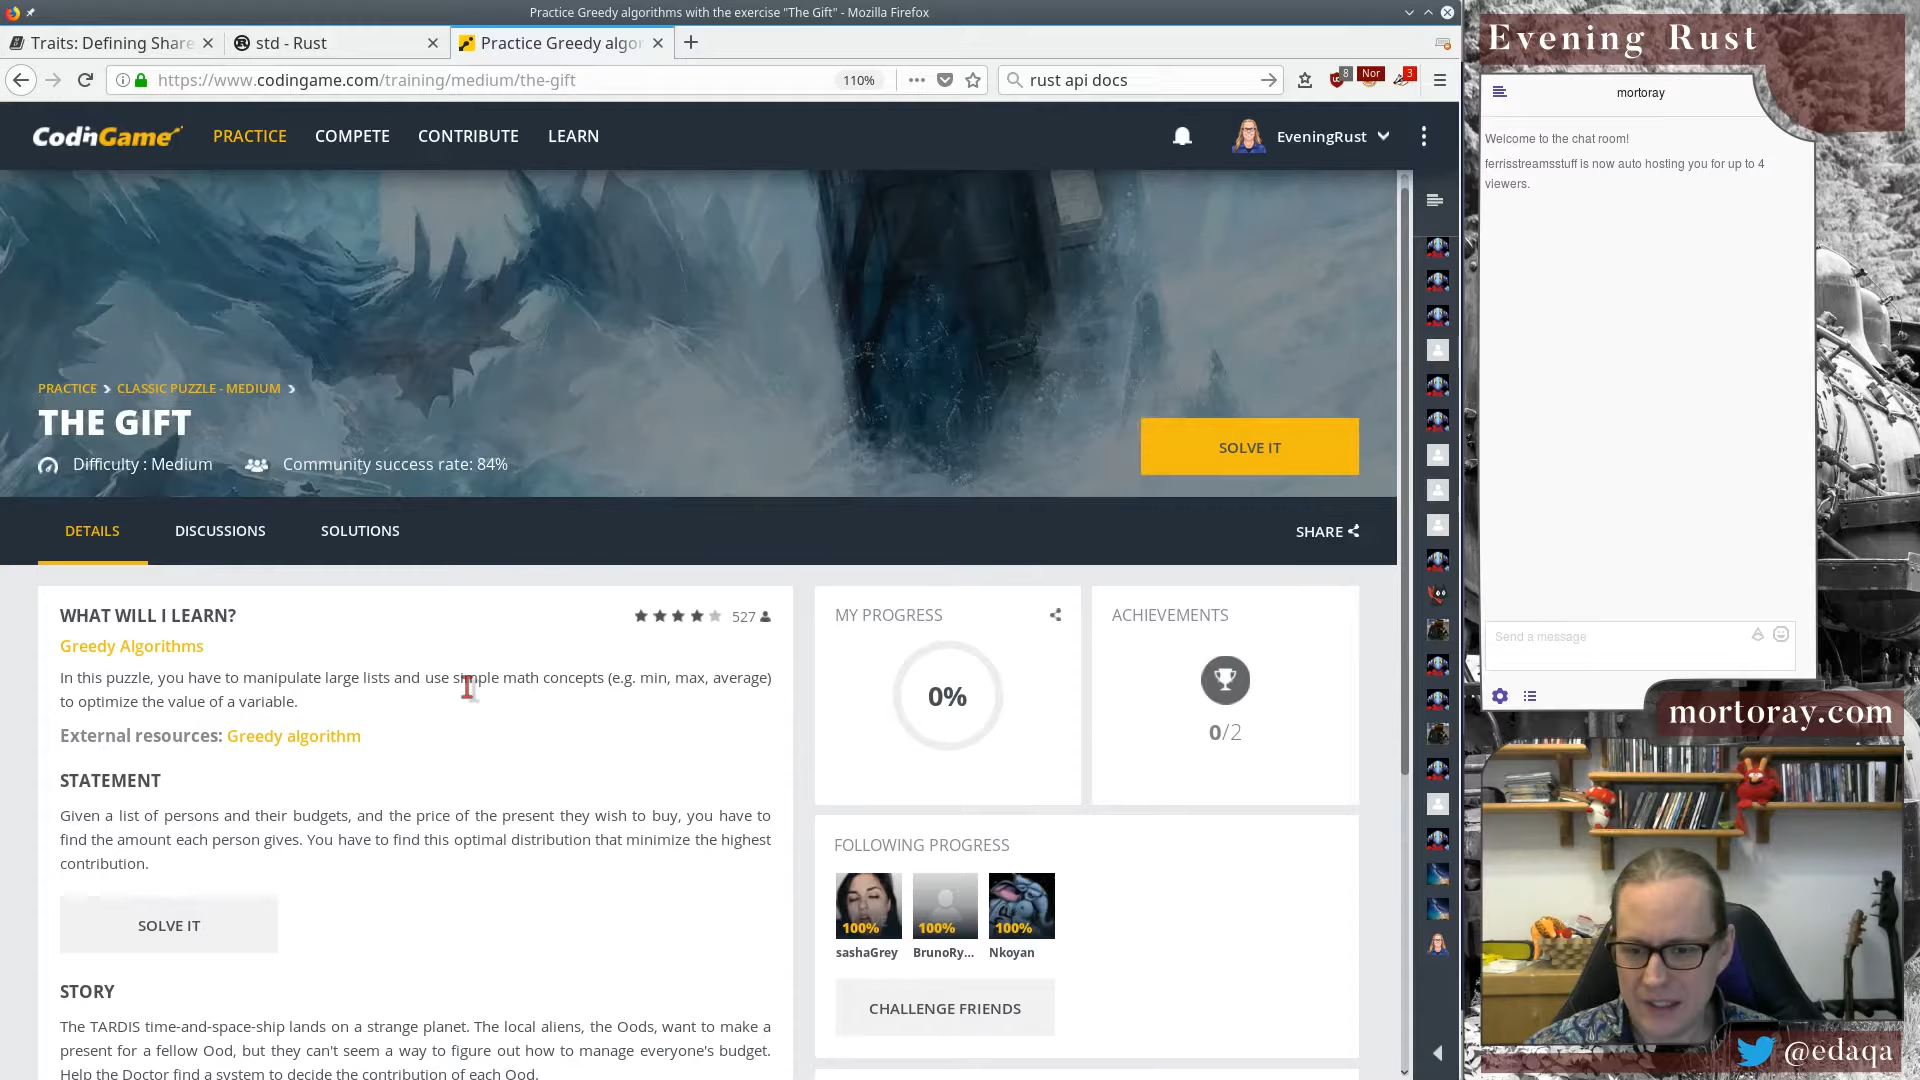 Practice Greedy algorithms with the exercise "The Gift" - Mozilla Firefox
Traits: Defining Share
std - Rust
Practice Greedy algor
https://www.codingame.com/training/medium/the-gift
110%
rust api docs
8
Nor
3
CodinGame
PRACTICE
COMPETE
CONTRIBUTE
LEARN
EveningRust
PRACTICE
CLASSIC PUZZLE - MEDIUM
THE GIFT
Difficulty : Medium
Community success rate: 84%
SOLVE IT
DETAILS
DISCUSSIONS
SOLUTIONS
SHARE
WHAT WILL I LEARN?
527
Greedy Algorithms
In this puzzle, you have to manipulate large lists and use simple math concepts (e.g. min, max, average)
to optimize the value of a variable.
External resources: Greedy algorithm
STATEMENT
Given a list of persons and their budgets, and the price of the present they wish to buy, you have to
find the amount each person gives. You have to find this optimal distribution that minimize the highest
contribution.
SOLVE IT
STORY
The TARDIS time-and-space-ship lands on a strange planet. The local aliens, the Oods, want to make a
present for a fellow Ood, but they can't seem a way to figure out how to manage everyone's budget.
Help the Doctor find a system to decide the contribution of each Ood.
MY PROGRESS
0%
ACHIEVEMENTS
0/2
FOLLOWING PROGRESS
100%
100%
100%
sashaGrey
BrunoRy...
Nkoyan
CHALLENGE FRIENDS
Evening Rust
mortoray
Welcome to the chat room!
ferrisstreamsstuff is now auto hosting you for up to 4
viewers.
Send a message
mortoray.com
@edaqa